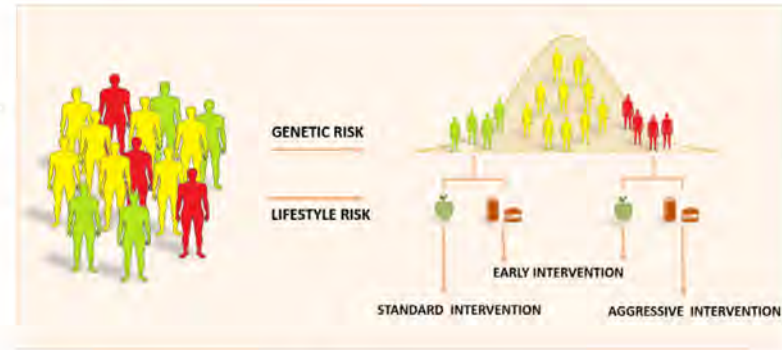 GENETIC RISK
LIFESTYLE RISK
EARLY INTERVENTION
STANDARD INTERVENTION
AGGRESSIVE INTERVENTION